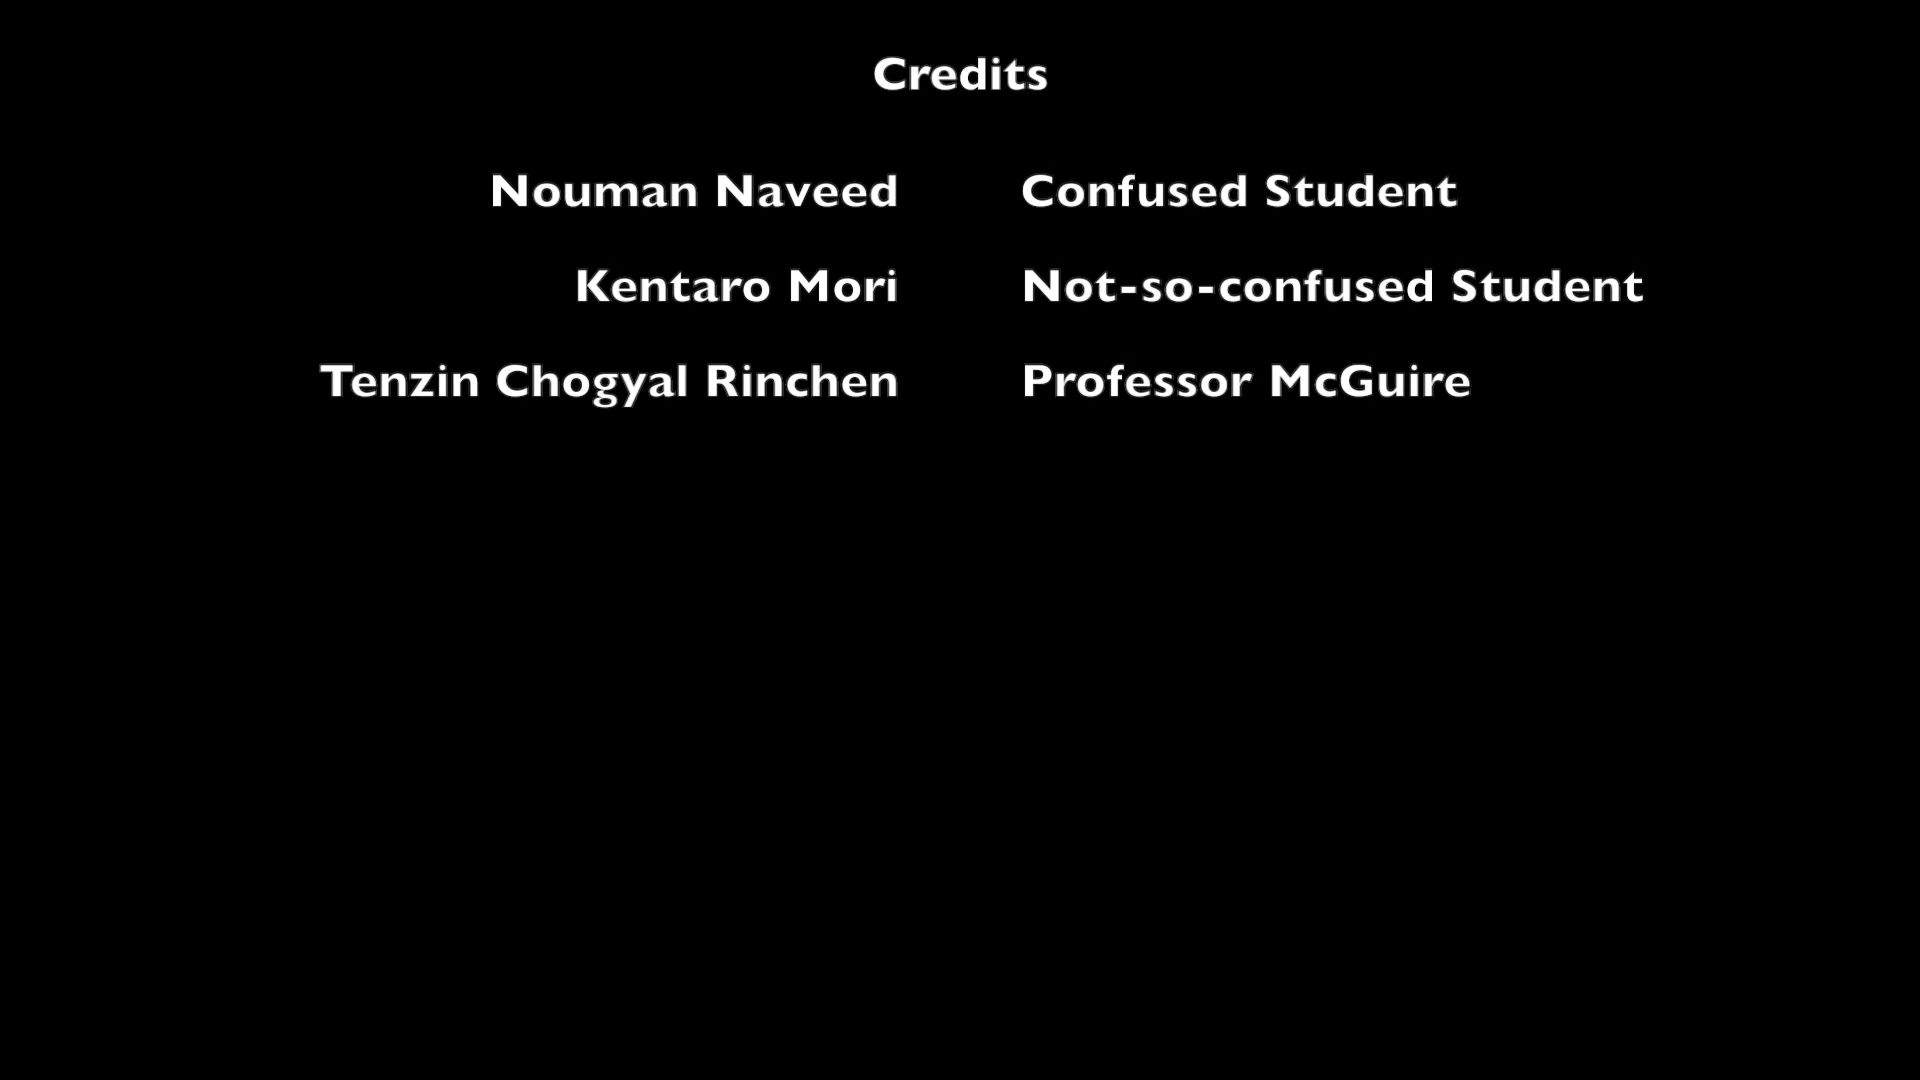 Credits
Nouman Naveed Confused Student
Kentaro Mori Not-so-confused Student
Tenzin Chogyal Rinchen Professor McGuire